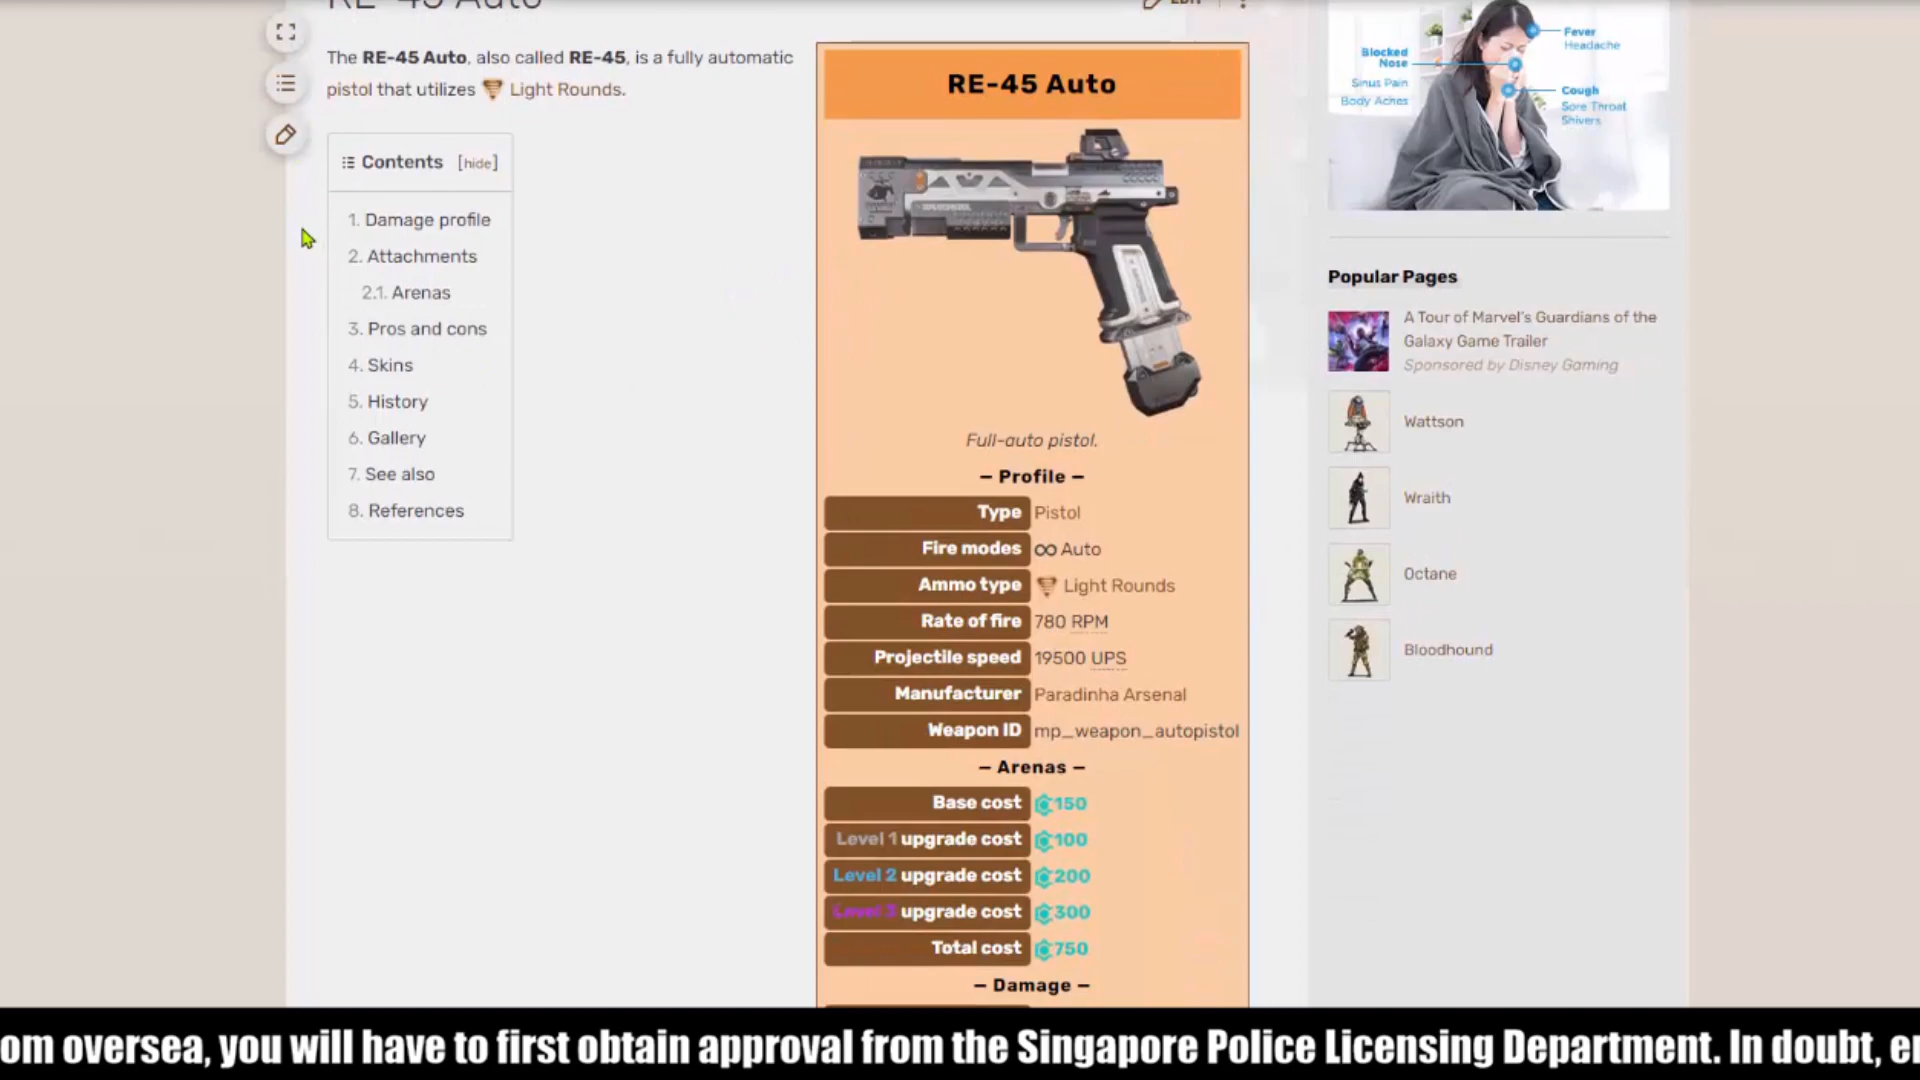 RE-45 Auto
EDIT
The RE-45 Auto, also called RE-45, is a fully automatic
pistol that utilizes Light Rounds.
Contents [hide]
1. Damage profile
2. Attachments
2.1. Arenas
3. Pros and cons
4. Skins
5. History
6. Gallery
7. See also
8. References
RE-45 Auto
Full-auto pistol.
– Profile –
Type Pistol
Fire modes ∞ Auto
Ammo type Light Rounds
Rate of fire 780 RPM
Projectile speed 19500 UPS
Manufacturer Paradinha Arsenal
Weapon ID mp_weapon_autopistol
– Arenas –
Base cost 150
Level 1 upgrade cost 100
Level 2 upgrade cost 200
Level 3 upgrade cost 300
Total cost 750
– Damage –
Fever
Headache
Blocked
Nose
Sinus Pain
Body Aches
Cough
Sore Throat
Shivers
Popular Pages
A Tour of Marvel's Guardians of the
Galaxy Game Trailer
Sponsored by Disney Gaming
Wattson
Wraith
Octane
Bloodhound
om oversea, you will have to first obtain approval from the Singapore Police Licensing Department. In doubt, e